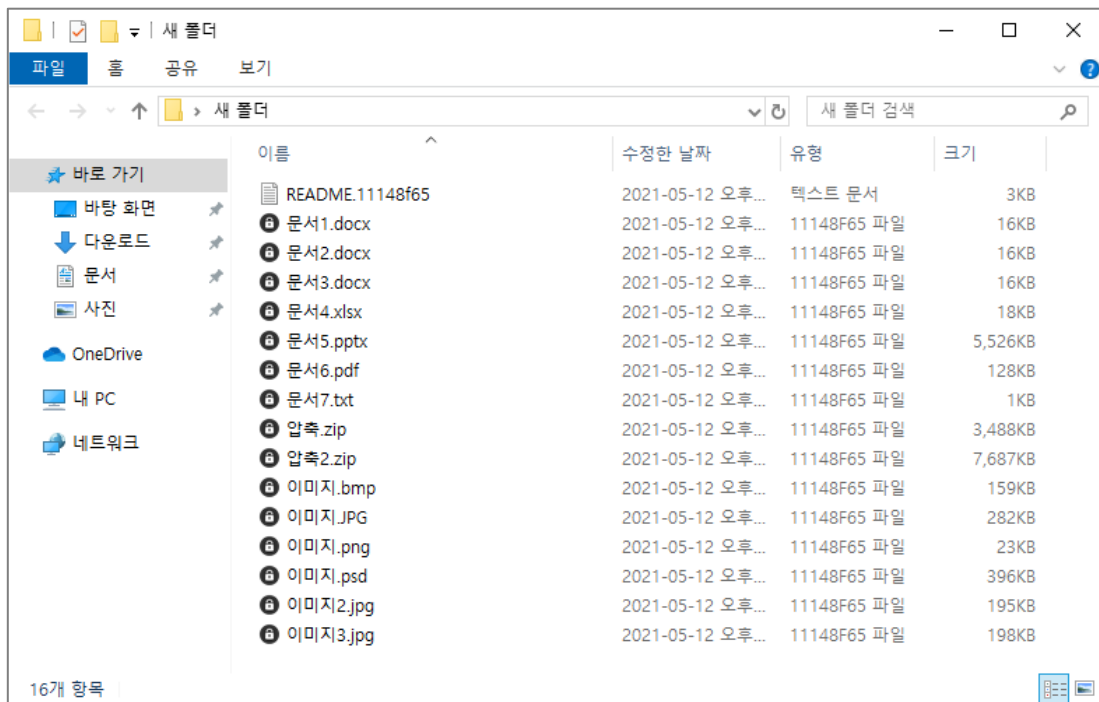 새 폴더
파일 홈 공유 보기
새 폴더 새 폴더 검색
이름 수정한 날짜 유형 크기
바로 가기
바탕 화면
다운로드
문서
사진
OneDrive
내 PC
네트워크
README.11148f65 2021-05-12 오후... 텍스트 문서 3KB
문서1.docx 2021-05-12 오후... 11148F65 파일 16KB
문서2.docx 2021-05-12 오후... 11148F65 파일 16KB
문서3.docx 2021-05-12 오후... 11148F65 파일 16KB
문서4.xlsx 2021-05-12 오후... 11148F65 파일 18KB
문서5.pptx 2021-05-12 오후... 11148F65 파일 5,526KB
문서6.pdf 2021-05-12 오후... 11148F65 파일 128KB
문서7.txt 2021-05-12 오후... 11148F65 파일 1KB
압축.zip 2021-05-12 오후... 11148F65 파일 3,488KB
압축2.zip 2021-05-12 오후... 11148F65 파일 7,687KB
이미지.bmp 2021-05-12 오후... 11148F65 파일 159KB
이미지.JPG 2021-05-12 오후... 11148F65 파일 282KB
이미지.png 2021-05-12 오후... 11148F65 파일 23KB
이미지.psd 2021-05-12 오후... 11148F65 파일 396KB
이미지2.jpg 2021-05-12 오후... 11148F65 파일 195KB
이미지3.jpg 2021-05-12 오후... 11148F65 파일 198KB
16개 항목